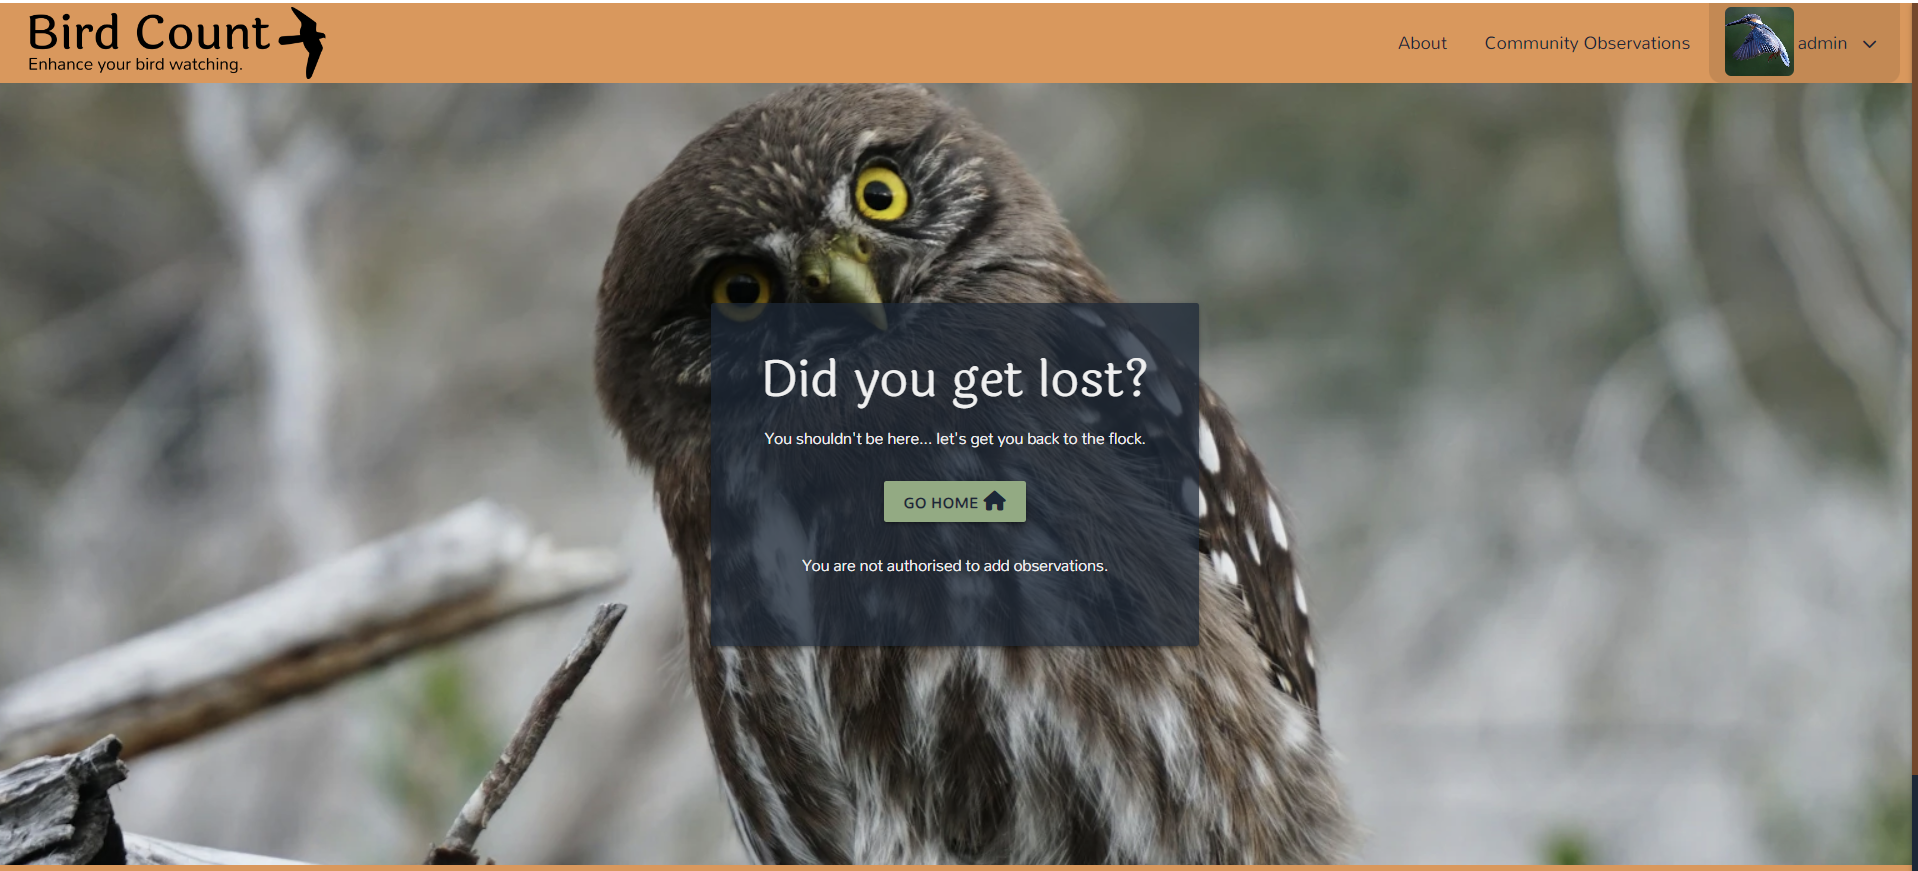 Bird Count
Enhance your bird watching.
About
Community Observations
admin
Did you get lost?
You shouldn't be here... let's get you back to the flock.
GO HOME
You are not authorised to add observations.